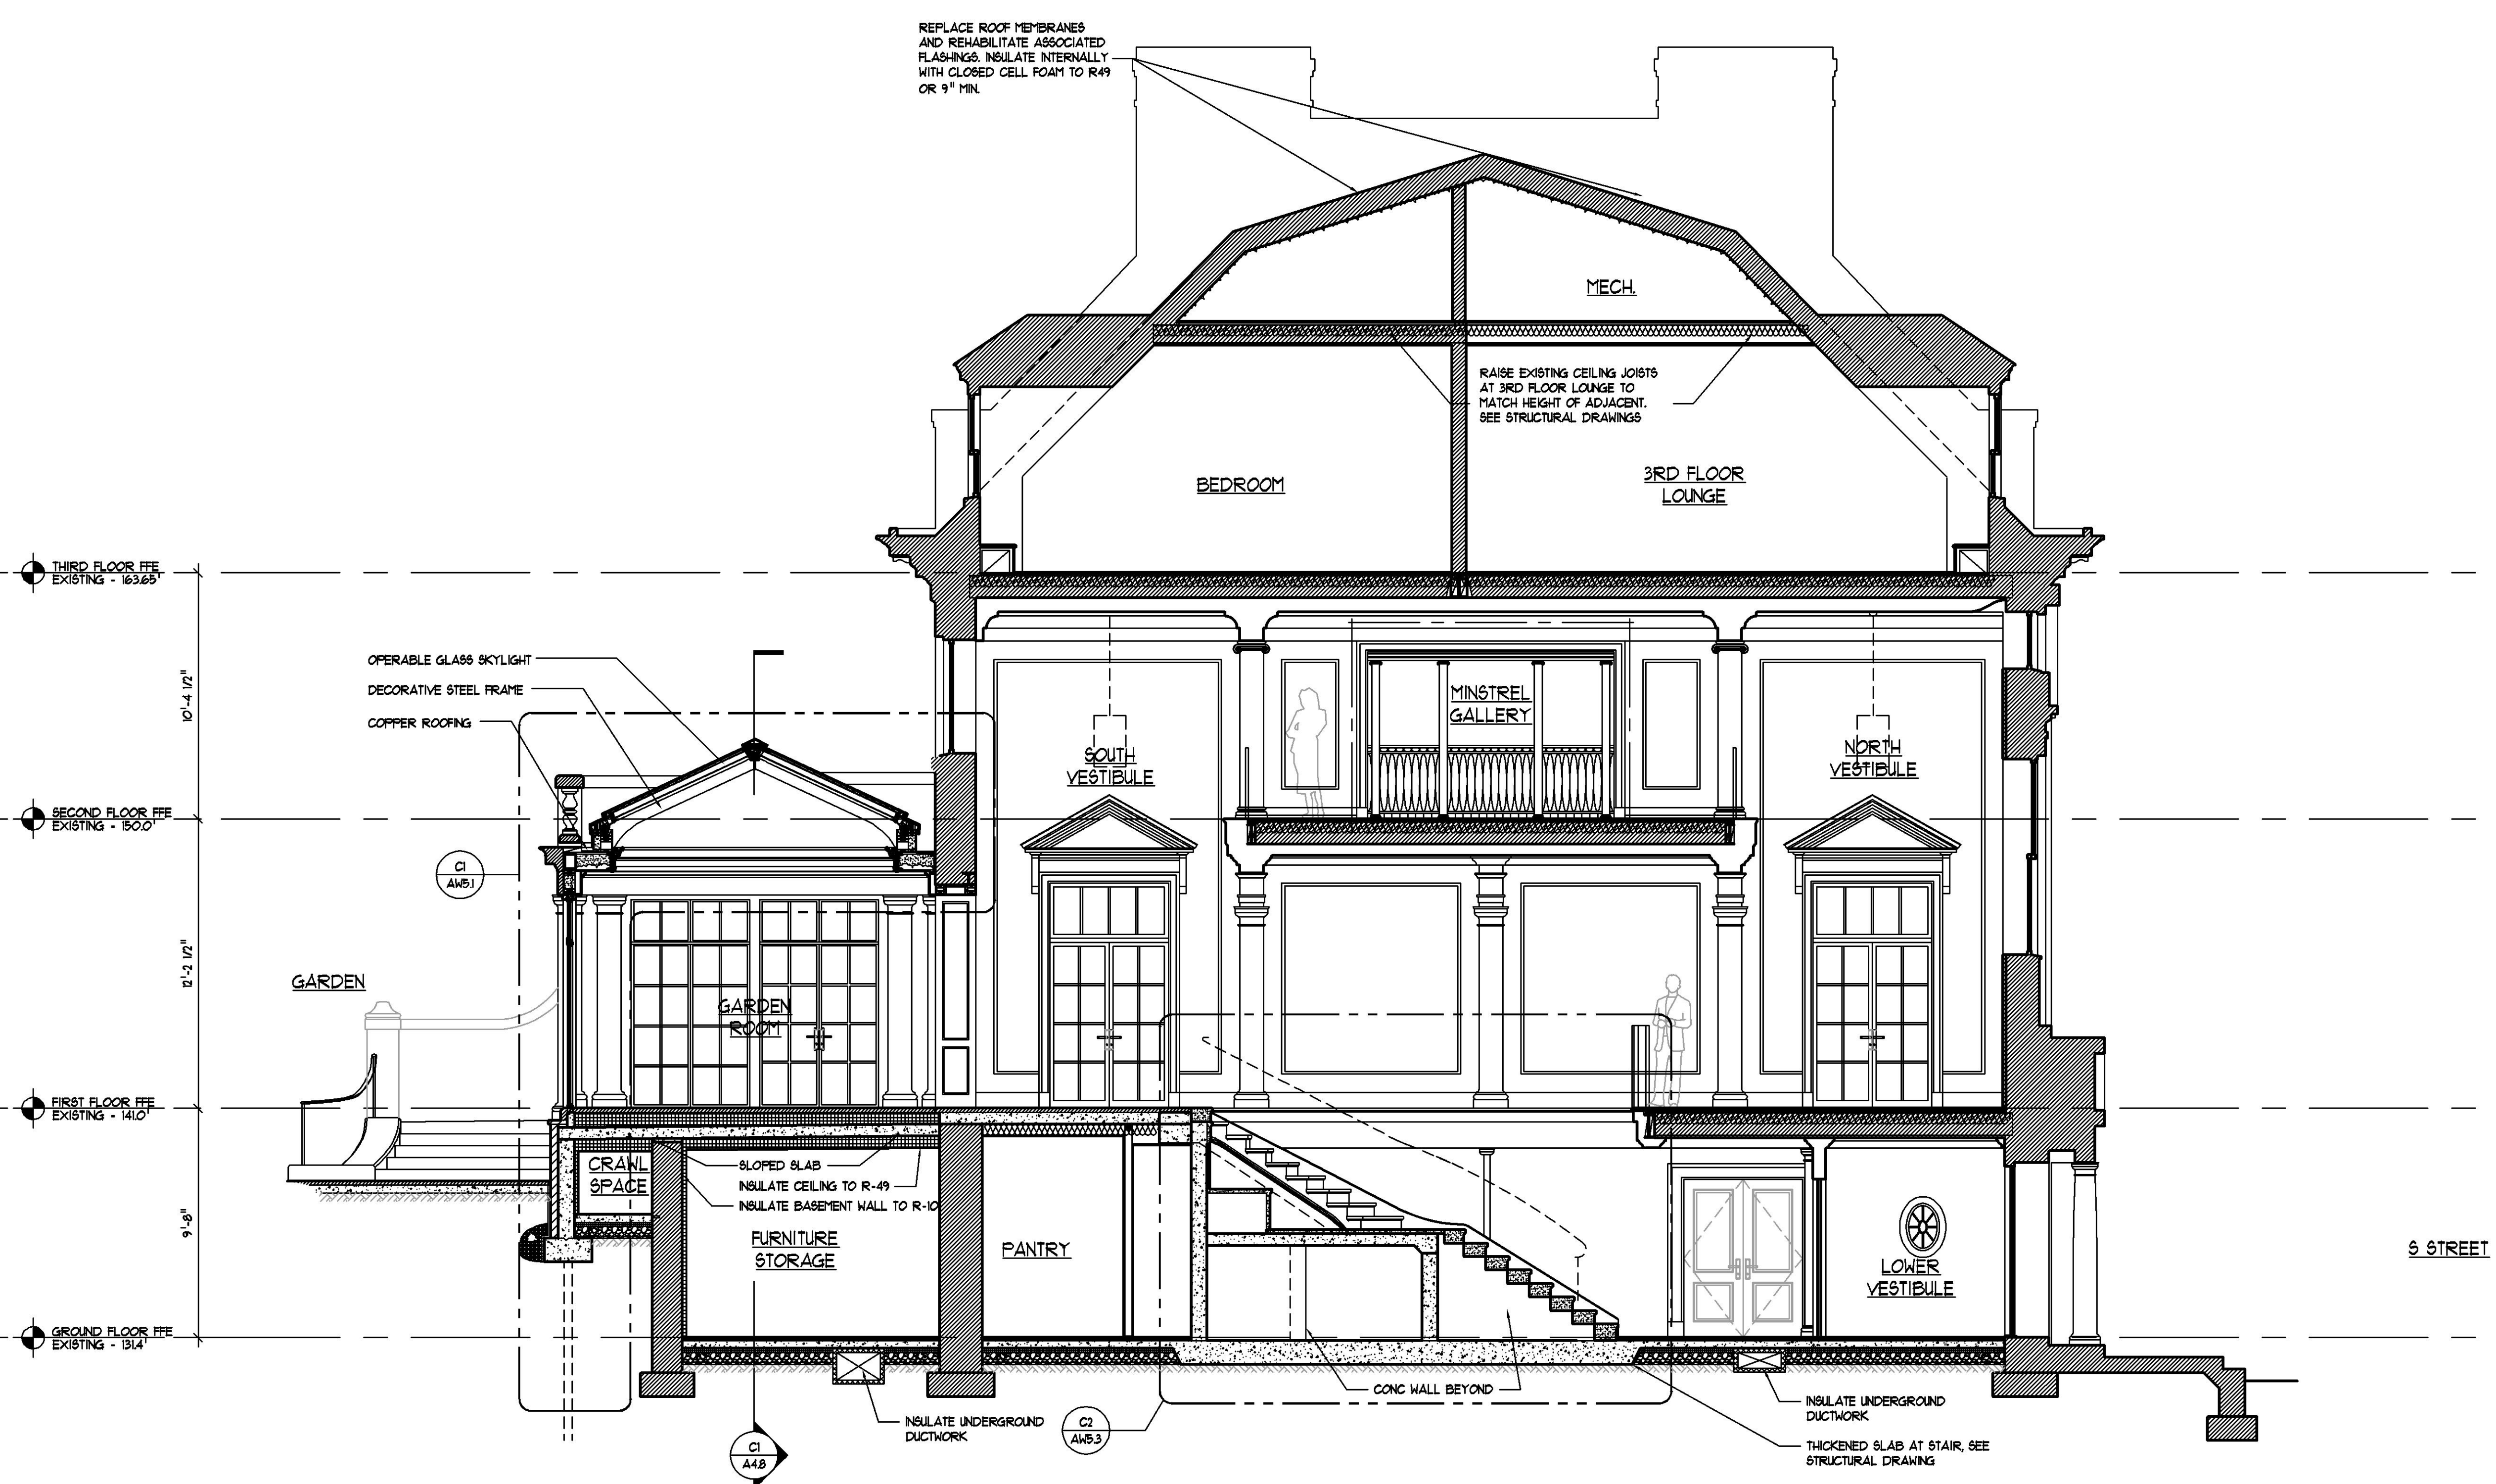 REPLACE ROOF MEMBRANES
AND REHABILITATE ASSOCIATED
FLASHINGS. INSULATE INTERNALLY
WITH CLOSED CELL FOAM TO R49
OR 9" MIN.
MECH.
RAISE EXISTING CEILING JOISTS
AT 3RD FLOOR LOUNGE TO
MATCH HEIGHT OF ADJACENT.
SEE STRUCTURAL DRAWINGS
BEDROOM
3RD FLOOR
LOUNGE
THIRD FLOOR FFE
EXISTING - 163.65'
OPERABLE GLASS SKYLIGHT
DECORATIVE STEEL FRAME
COPPER ROOFING
10'-4 1/2"
MINSTREL
GALLERY
SOUTH
VESTIBULE
NORTH
VESTIBULE
SECOND FLOOR FFE
EXISTING - 150.0'
C1
AW5.1
12'-2 1/2"
GARDEN
GARDEN
ROOM
FIRST FLOOR FFE
EXISTING - 141.0'
CRAWL
SPACE
SLOPED SLAB
INSULATE CEILING TO R-49
INSULATE BASEMENT WALL TO R-10
9'-8"
FURNITURE
STORAGE
PANTRY
LOWER
VESTIBULE
S STREET
GROUND FLOOR FFE
EXISTING - 131.4'
CONC WALL BEYOND
INSULATE UNDERGROUND
DUCTWORK
C2
AW5.3
INSULATE UNDERGROUND
DUCTWORK
C1
A4.8
THICKENED SLAB AT STAIR, SEE
STRUCTURAL DRAWING